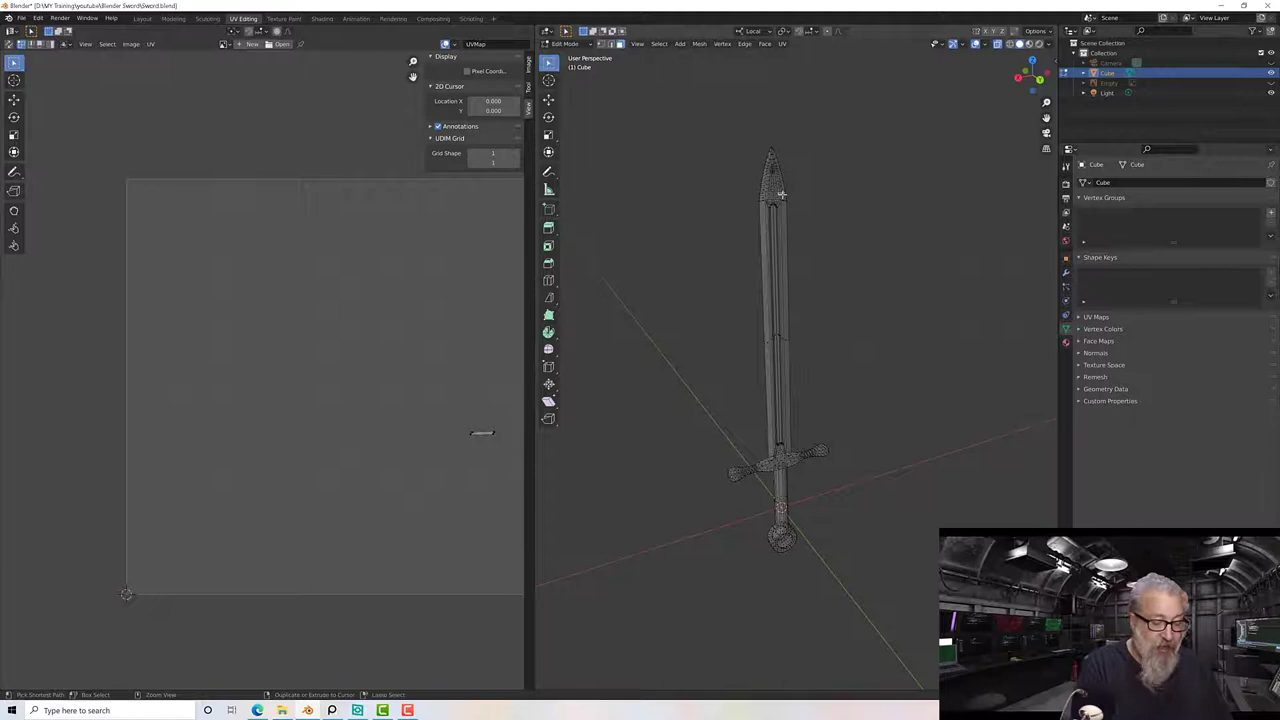 Blender* [D:\MY Training\youtube\Blender Sword\Sword.blend]
File Edit Render Window Help Layout Modeling Sculpting UV Editing Texture Paint Shading Animation Rendering Compositing Scripting
Scene View Layer
View Select Image UV New Open UVMap
Local Options
Edit Mode View Select Add Mesh Vertex Edge Face UV
Display
Pixel Coordi...
2D Cursor
Location X 0.000
Y 0.000
Annotations
UDIM Grid
Grid Shape 1
1
Image
Tool
View
User Perspective
(1) Cube
X Y Z
Z
X
Y
Scene Collection
Collection
Camera
Cube
Empty
Light
Cube Cube
Cube
Vertex Groups
Shape Keys
UV Maps
Vertex Colors
Face Maps
Normals
Texture Space
Remesh
Geometry Data
Custom Properties
Pick Shortest Path Box Select Zoom View Duplicate or Extrude to Cursor Lasso Select
Type here to search